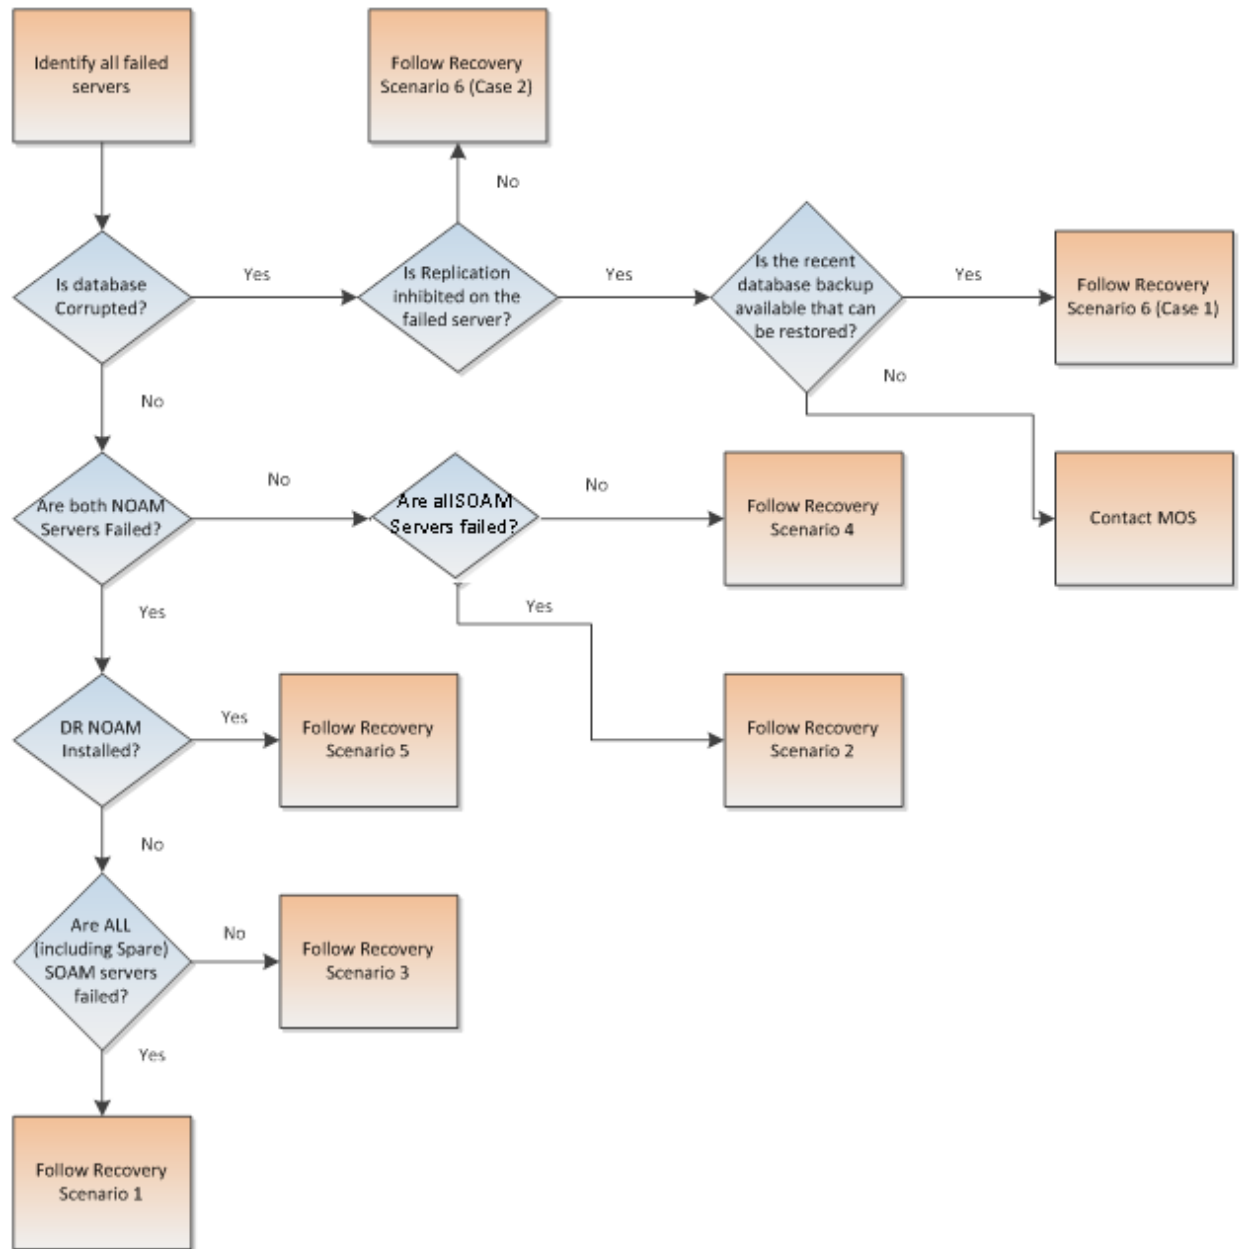 Identify all failed
servers
Follow Recovery
Scenario 6 (Case 2)
No
Is database
Corrupted?
Yes
Is Replication
inhibited on the
failed server?
Yes
Is the recent
database backup
available that can
be restored?
Yes
Follow Recovery
Scenario 6 (Case 1)
No
No
Are both NOAM
Servers Failed?
No
Are allSOAM
Servers failed?
No
Follow Recovery
Scenario 4
Contact MOS
Yes
Yes
DR NOAM
Installed?
Yes
Follow Recovery
Scenario 5
Follow Recovery
Scenario 2
No
Are ALL
(including Spare)
SOAM servers
failed?
No
Follow Recovery
Scenario 3
Yes
Follow Recovery
Scenario 1